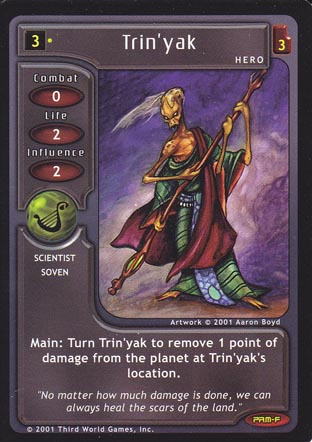 3
Trin'yak
3
HERO
Combat
0
Life
2
Influence
2
SCIENTIST
SOVEN
Artwork © 2001 Aaron Boyd
Main: Turn Trin'yak to remove 1 point of
damage from the planet at Trin'yak's
location.
"No matter how much damage is done, we can
always heal the scars of the land."
© 2001 Third World Games, Inc.
PRM-F